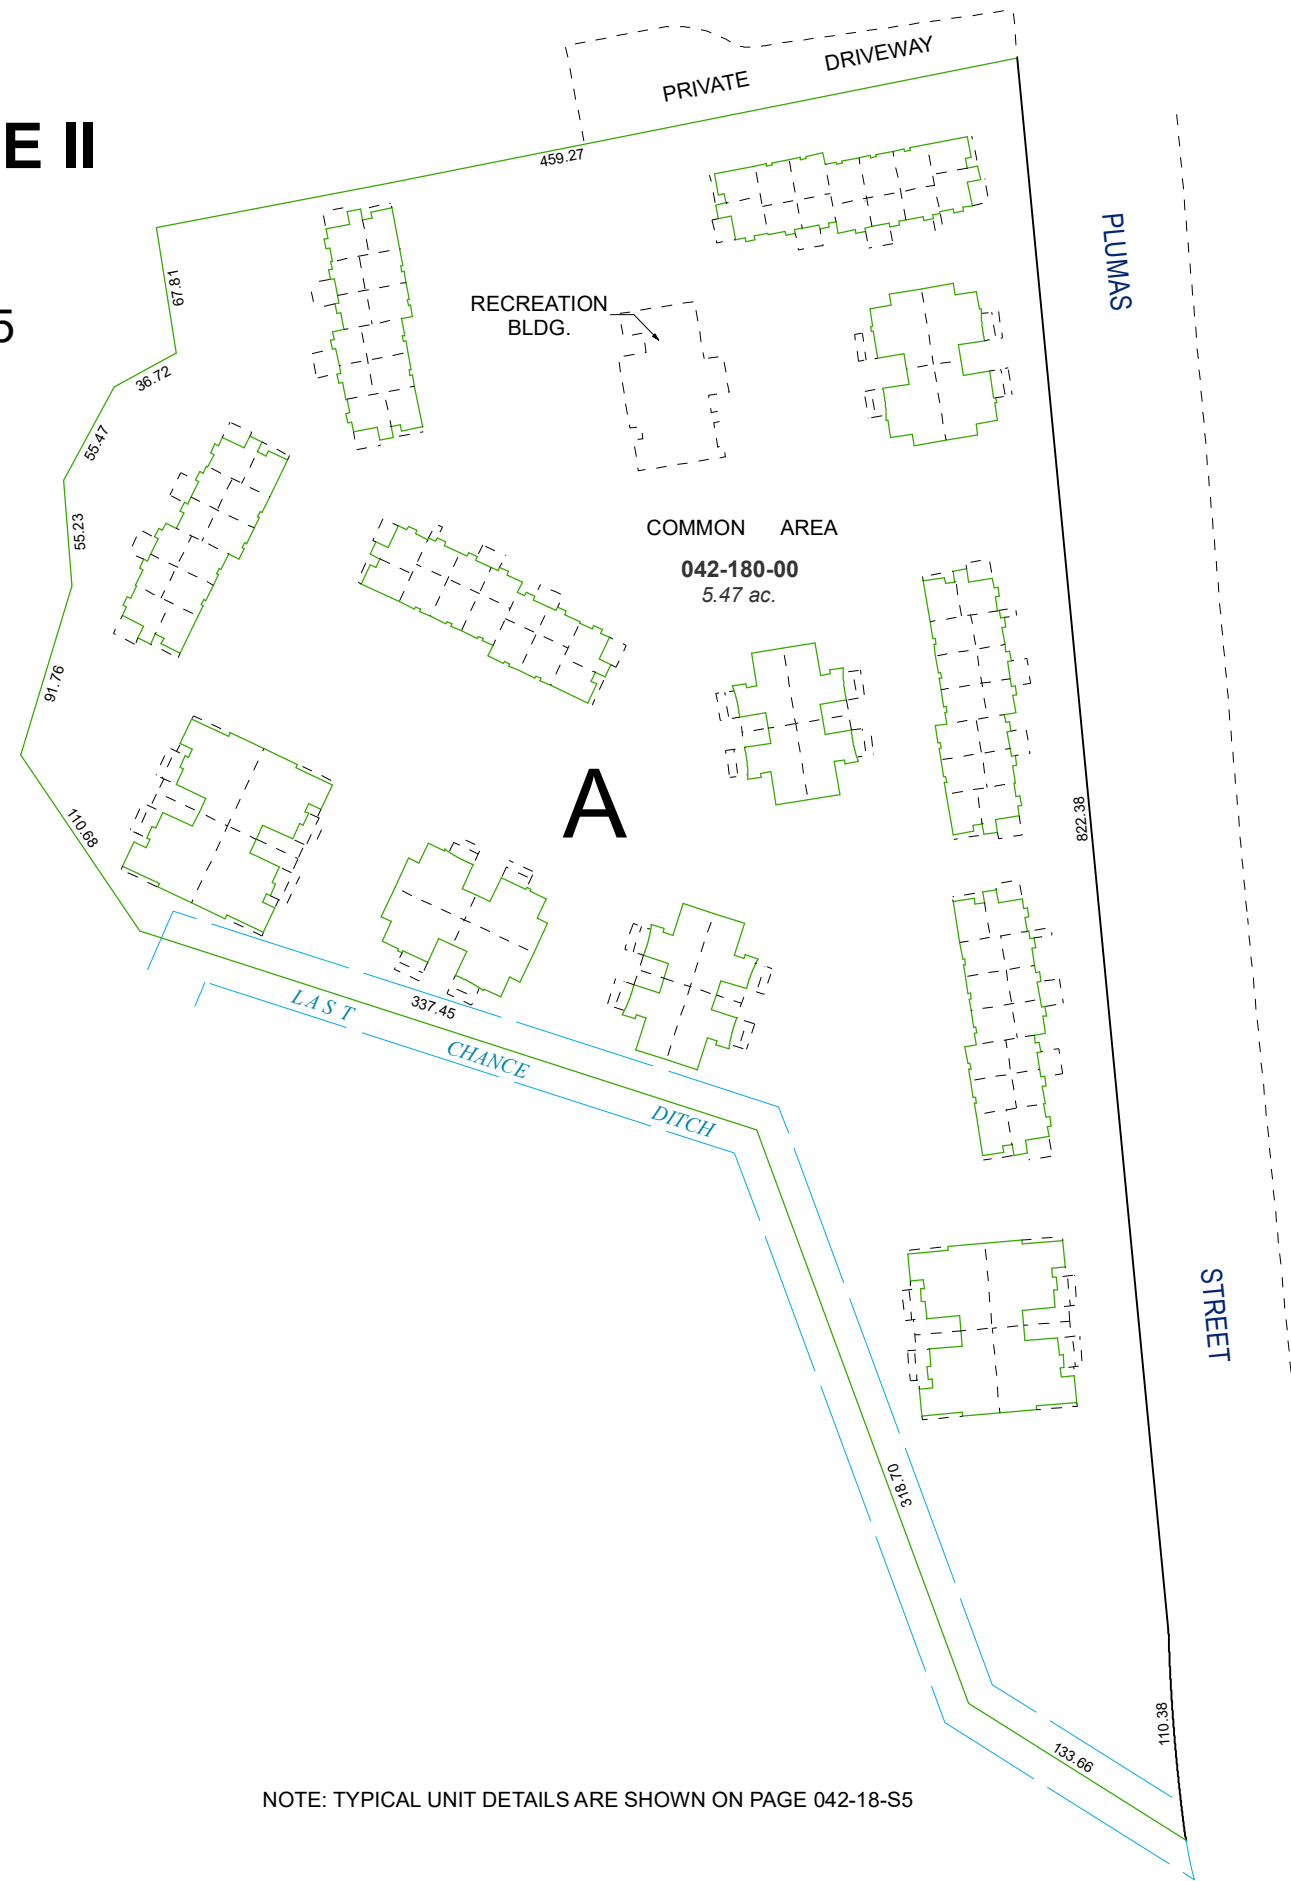 PRIVATE DRIVEWAY
E II
459.27
PLUMAS
67.81
RECREATION
BLDG.
5
36.72
55.47
55.23
COMMON AREA
042-180-00
5.47 ac.
91.76
A
110.68
822.38
337.45
LAST
CHANCE
DITCH
STREET
318.70
110.38
133.66
NOTE: TYPICAL UNIT DETAILS ARE SHOWN ON PAGE 042-18-S5